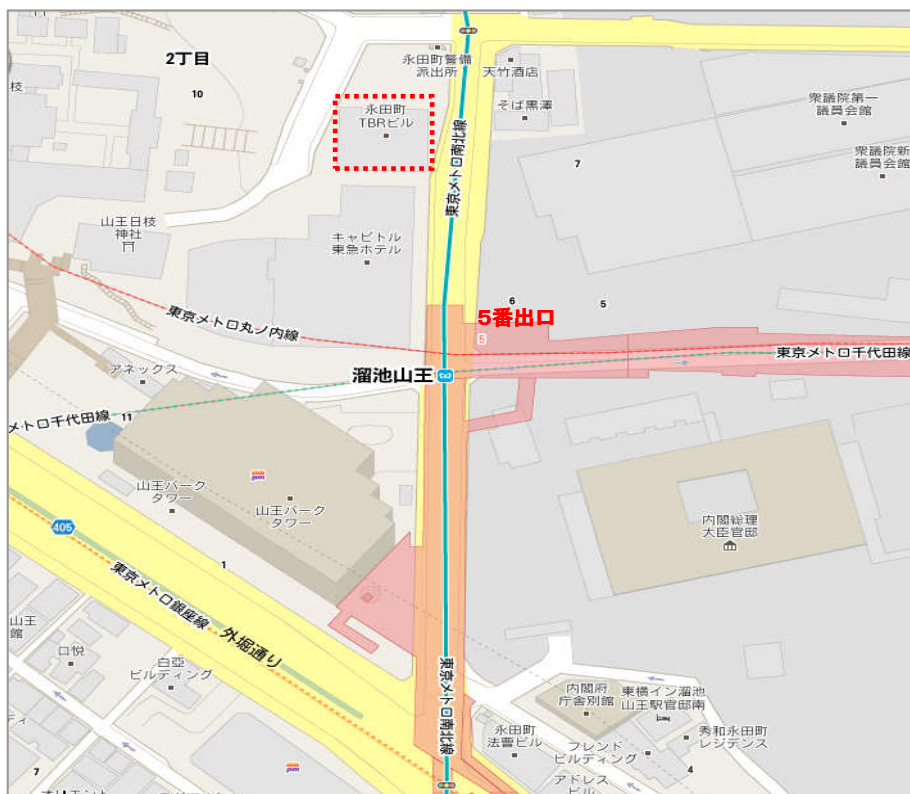 2丁目
10
枝
永田町警備
派出所
天竹酒店
そば黒澤
永田町
TBRビル
東京メトロ南北線
衆議院第一
議員会館
衆議院新
議員会館
7
山王日枝
神社
キャピトル
東急ホテル
6
5
5番出口
5
東京メトロ丸ノ内線
東京メトロ千代田線
溜池山王
アネックス
メトロ千代田線
11
山王パーク
タワー
山王パーク
タワー
内閣総理
大臣官邸
405
1
東京メトロ銀座線
外堀通り
山王
館
口悦
白亞
ビルディング
東京メトロ南北線
内閣府
庁舎別館
東横イン溜池
山王駅官邸南
永田町
法曹ビル
フレンド
ビルディング
秀和永田町
レジデンス
アドレス
ビル
4
ティ
7